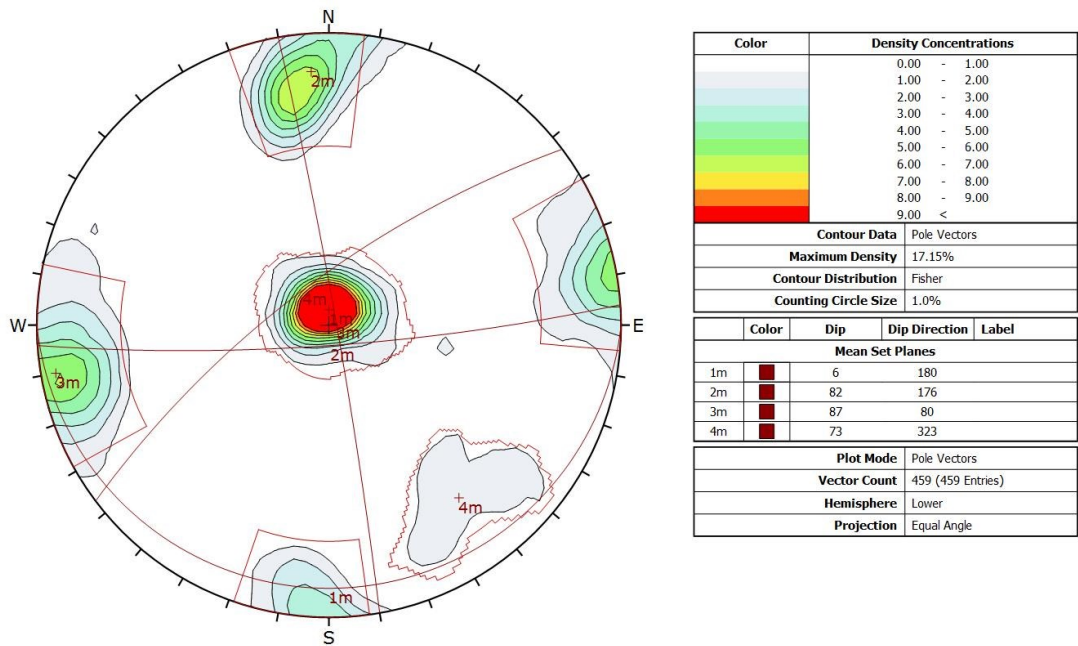 N
2m
W
E
4m
1m
3m
2m
3m
4m
1m
S
Color Density Concentrations
0.00 - 1.00
1.00 - 2.00
2.00 - 3.00
3.00 - 4.00
4.00 - 5.00
5.00 - 6.00
6.00 - 7.00
7.00 - 8.00
8.00 - 9.00
9.00 <
Contour Data Pole Vectors
Maximum Density 17.15%
Contour Distribution Fisher
Counting Circle Size 1.0%
Color Dip Dip Direction Label
Mean Set Planes
1m 6 180
2m 82 176
3m 87 80
4m 73 323
Plot Mode Pole Vectors
Vector Count 459 (459 Entries)
Hemisphere Lower
Projection Equal Angle